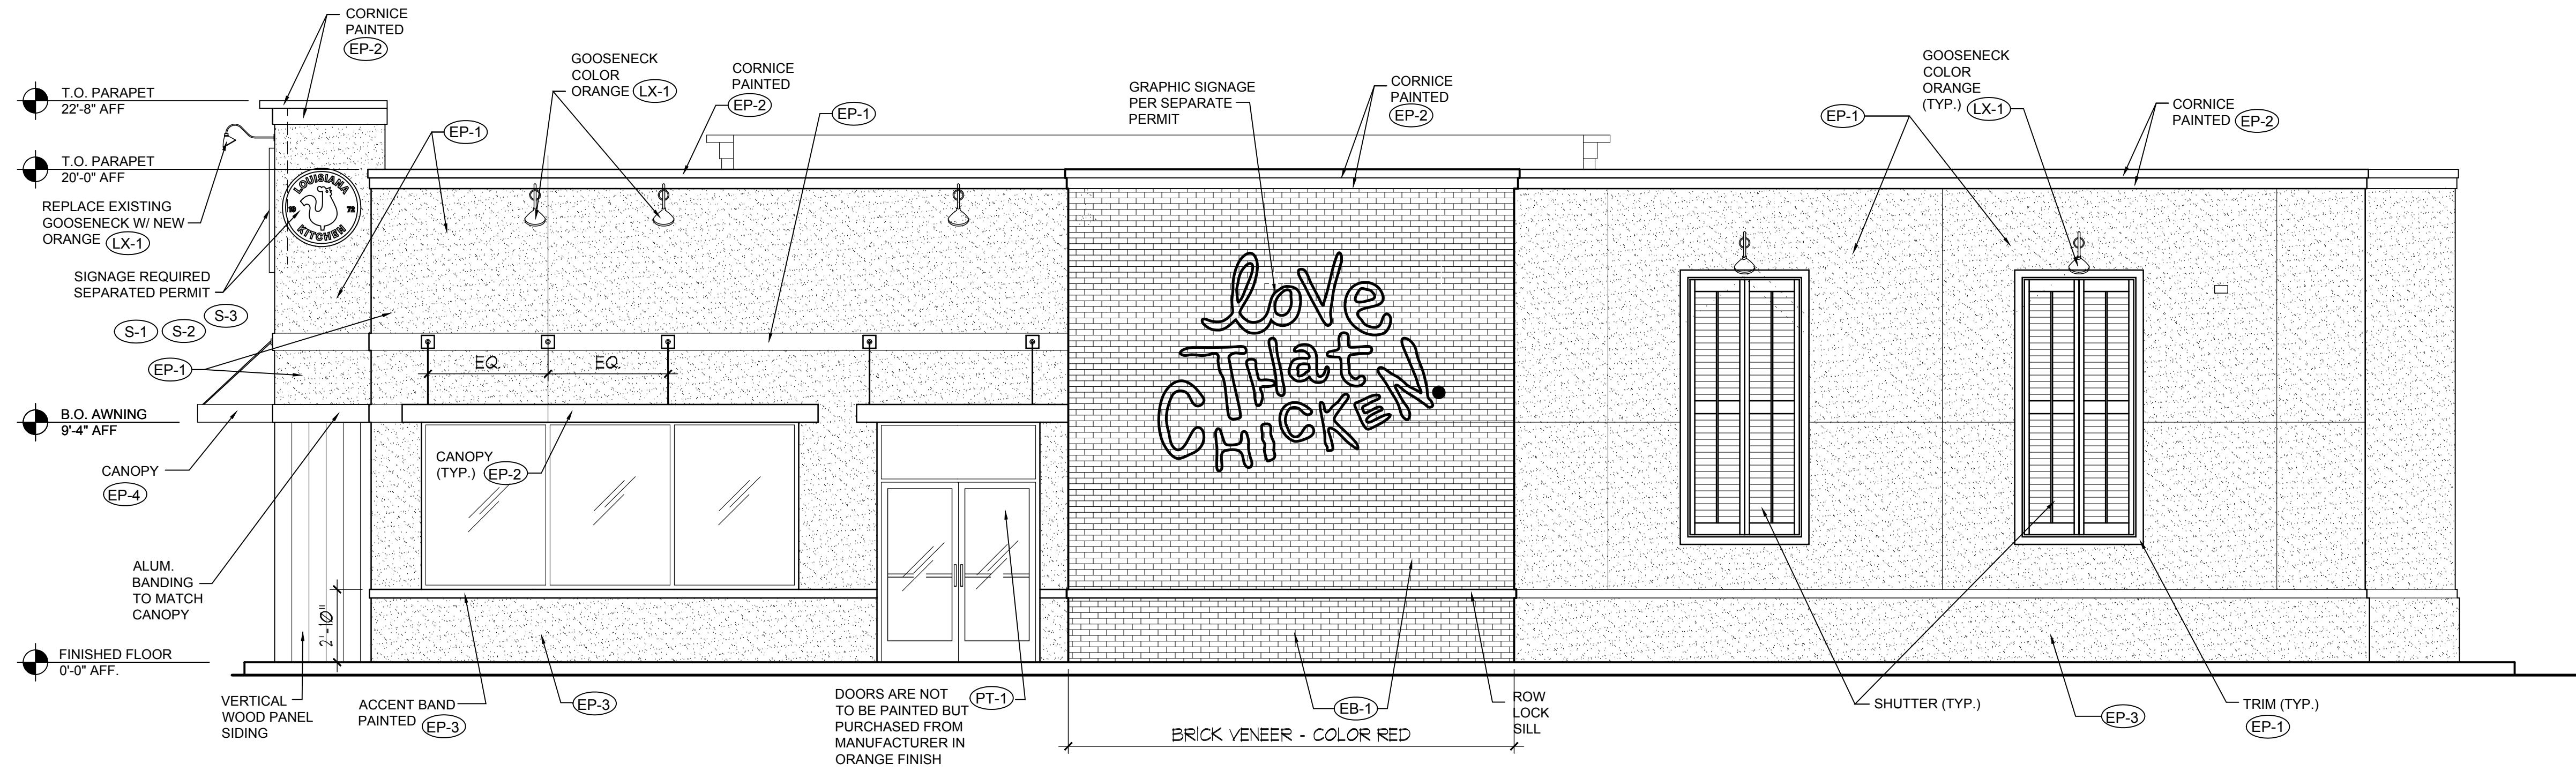 CORNICE
PAINTED
EP-2
T.O. PARAPET
22'-8" AFF
T.O. PARAPET
20'-0" AFF
REPLACE EXISTING
GOOSENECK W/ NEW
ORANGE LX-1
SIGNAGE REQUIRED
SEPARATED PERMIT
S-1 S-2 S-3
LOUISIANA
19 72
KITCHEN
EP-1
EP-1
B.O. AWNING
9'-4" AFF
CANOPY
EP-4
ALUM.
BANDING
TO MATCH
CANOPY
2'-10"
FINISHED FLOOR
0'-0" AFF.
VERTICAL
WOOD PANEL
SIDING
GOOSENECK
COLOR
ORANGE LX-1
CORNICE
PAINTED
EP-2
EP-1
EQ. EQ.
CANOPY
(TYP.) EP-2
ACCENT BAND
PAINTED EP-3
EP-3
DOORS ARE NOT
TO BE PAINTED BUT
PURCHASED FROM
MANUFACTURER IN
ORANGE FINISH
PT-1
GRAPHIC SIGNAGE
PER SEPARATE
PERMIT
CORNICE
PAINTED
EP-2
love
THat
CHICKEN.
EB-1
BRICK VENEER - COLOR RED
ROW
LOCK
SILL
EP-1
GOOSENECK
COLOR
ORANGE
(TYP.) LX-1
CORNICE
PAINTED EP-2
SHUTTER (TYP.)
EP-3
TRIM (TYP.)
EP-1